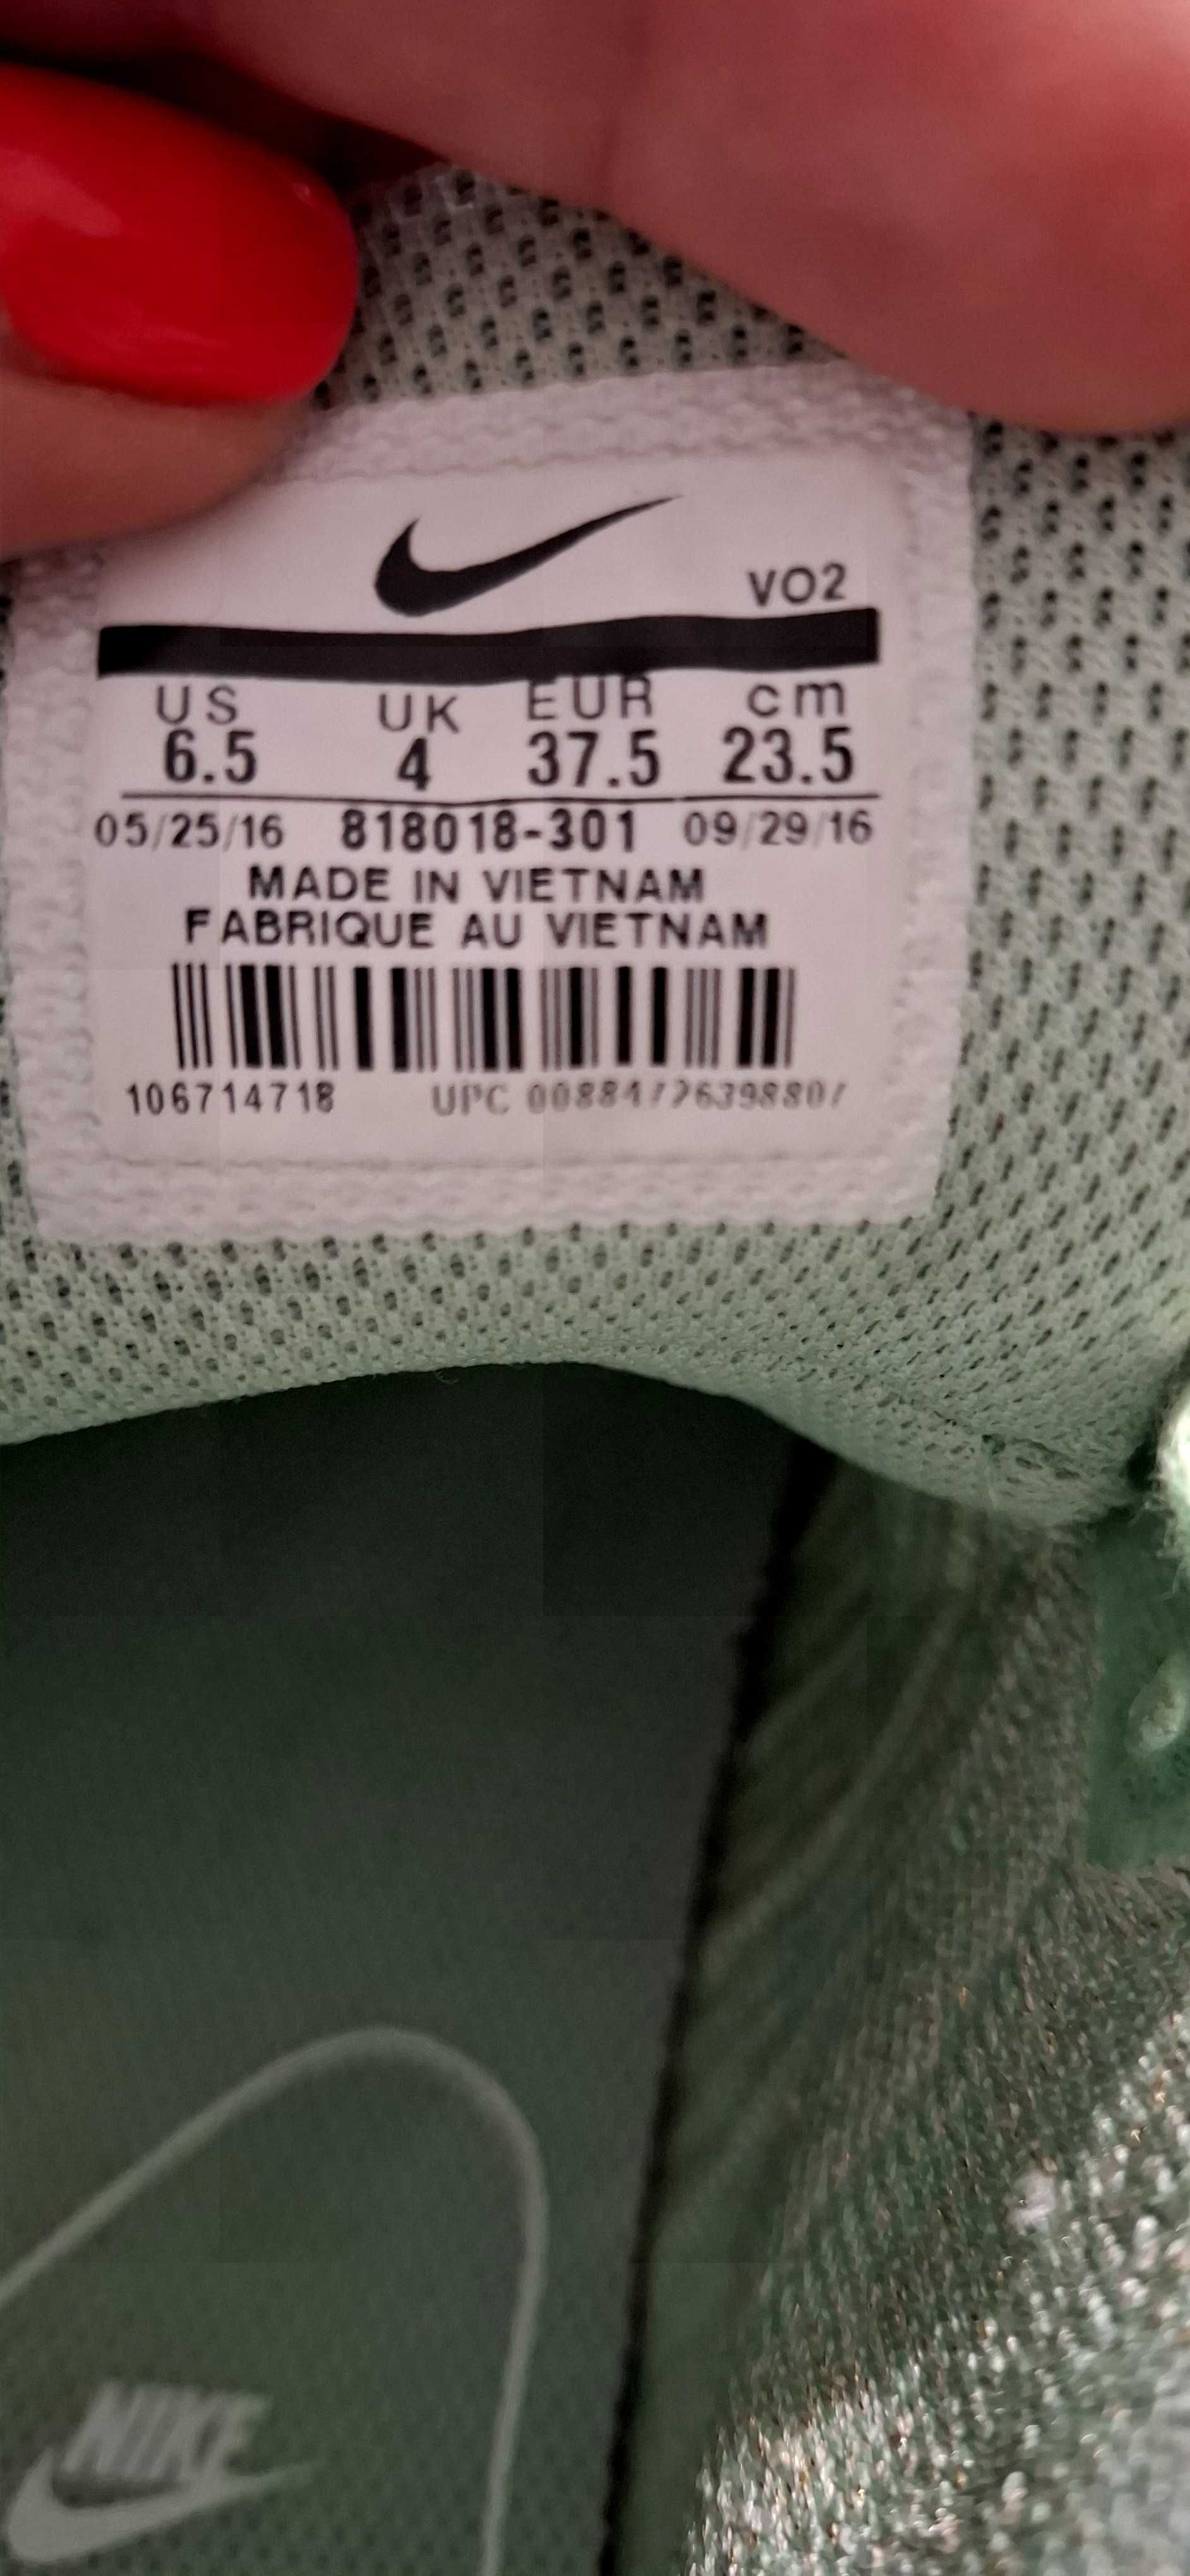 VO2
US UK EUR cm
6.5 4 37.5 23.5
05/25/16 818018-301 09/29/16
MADE IN VIETNAM
FABRIQUE AU VIETNAM
106714718 UPC
NIKE